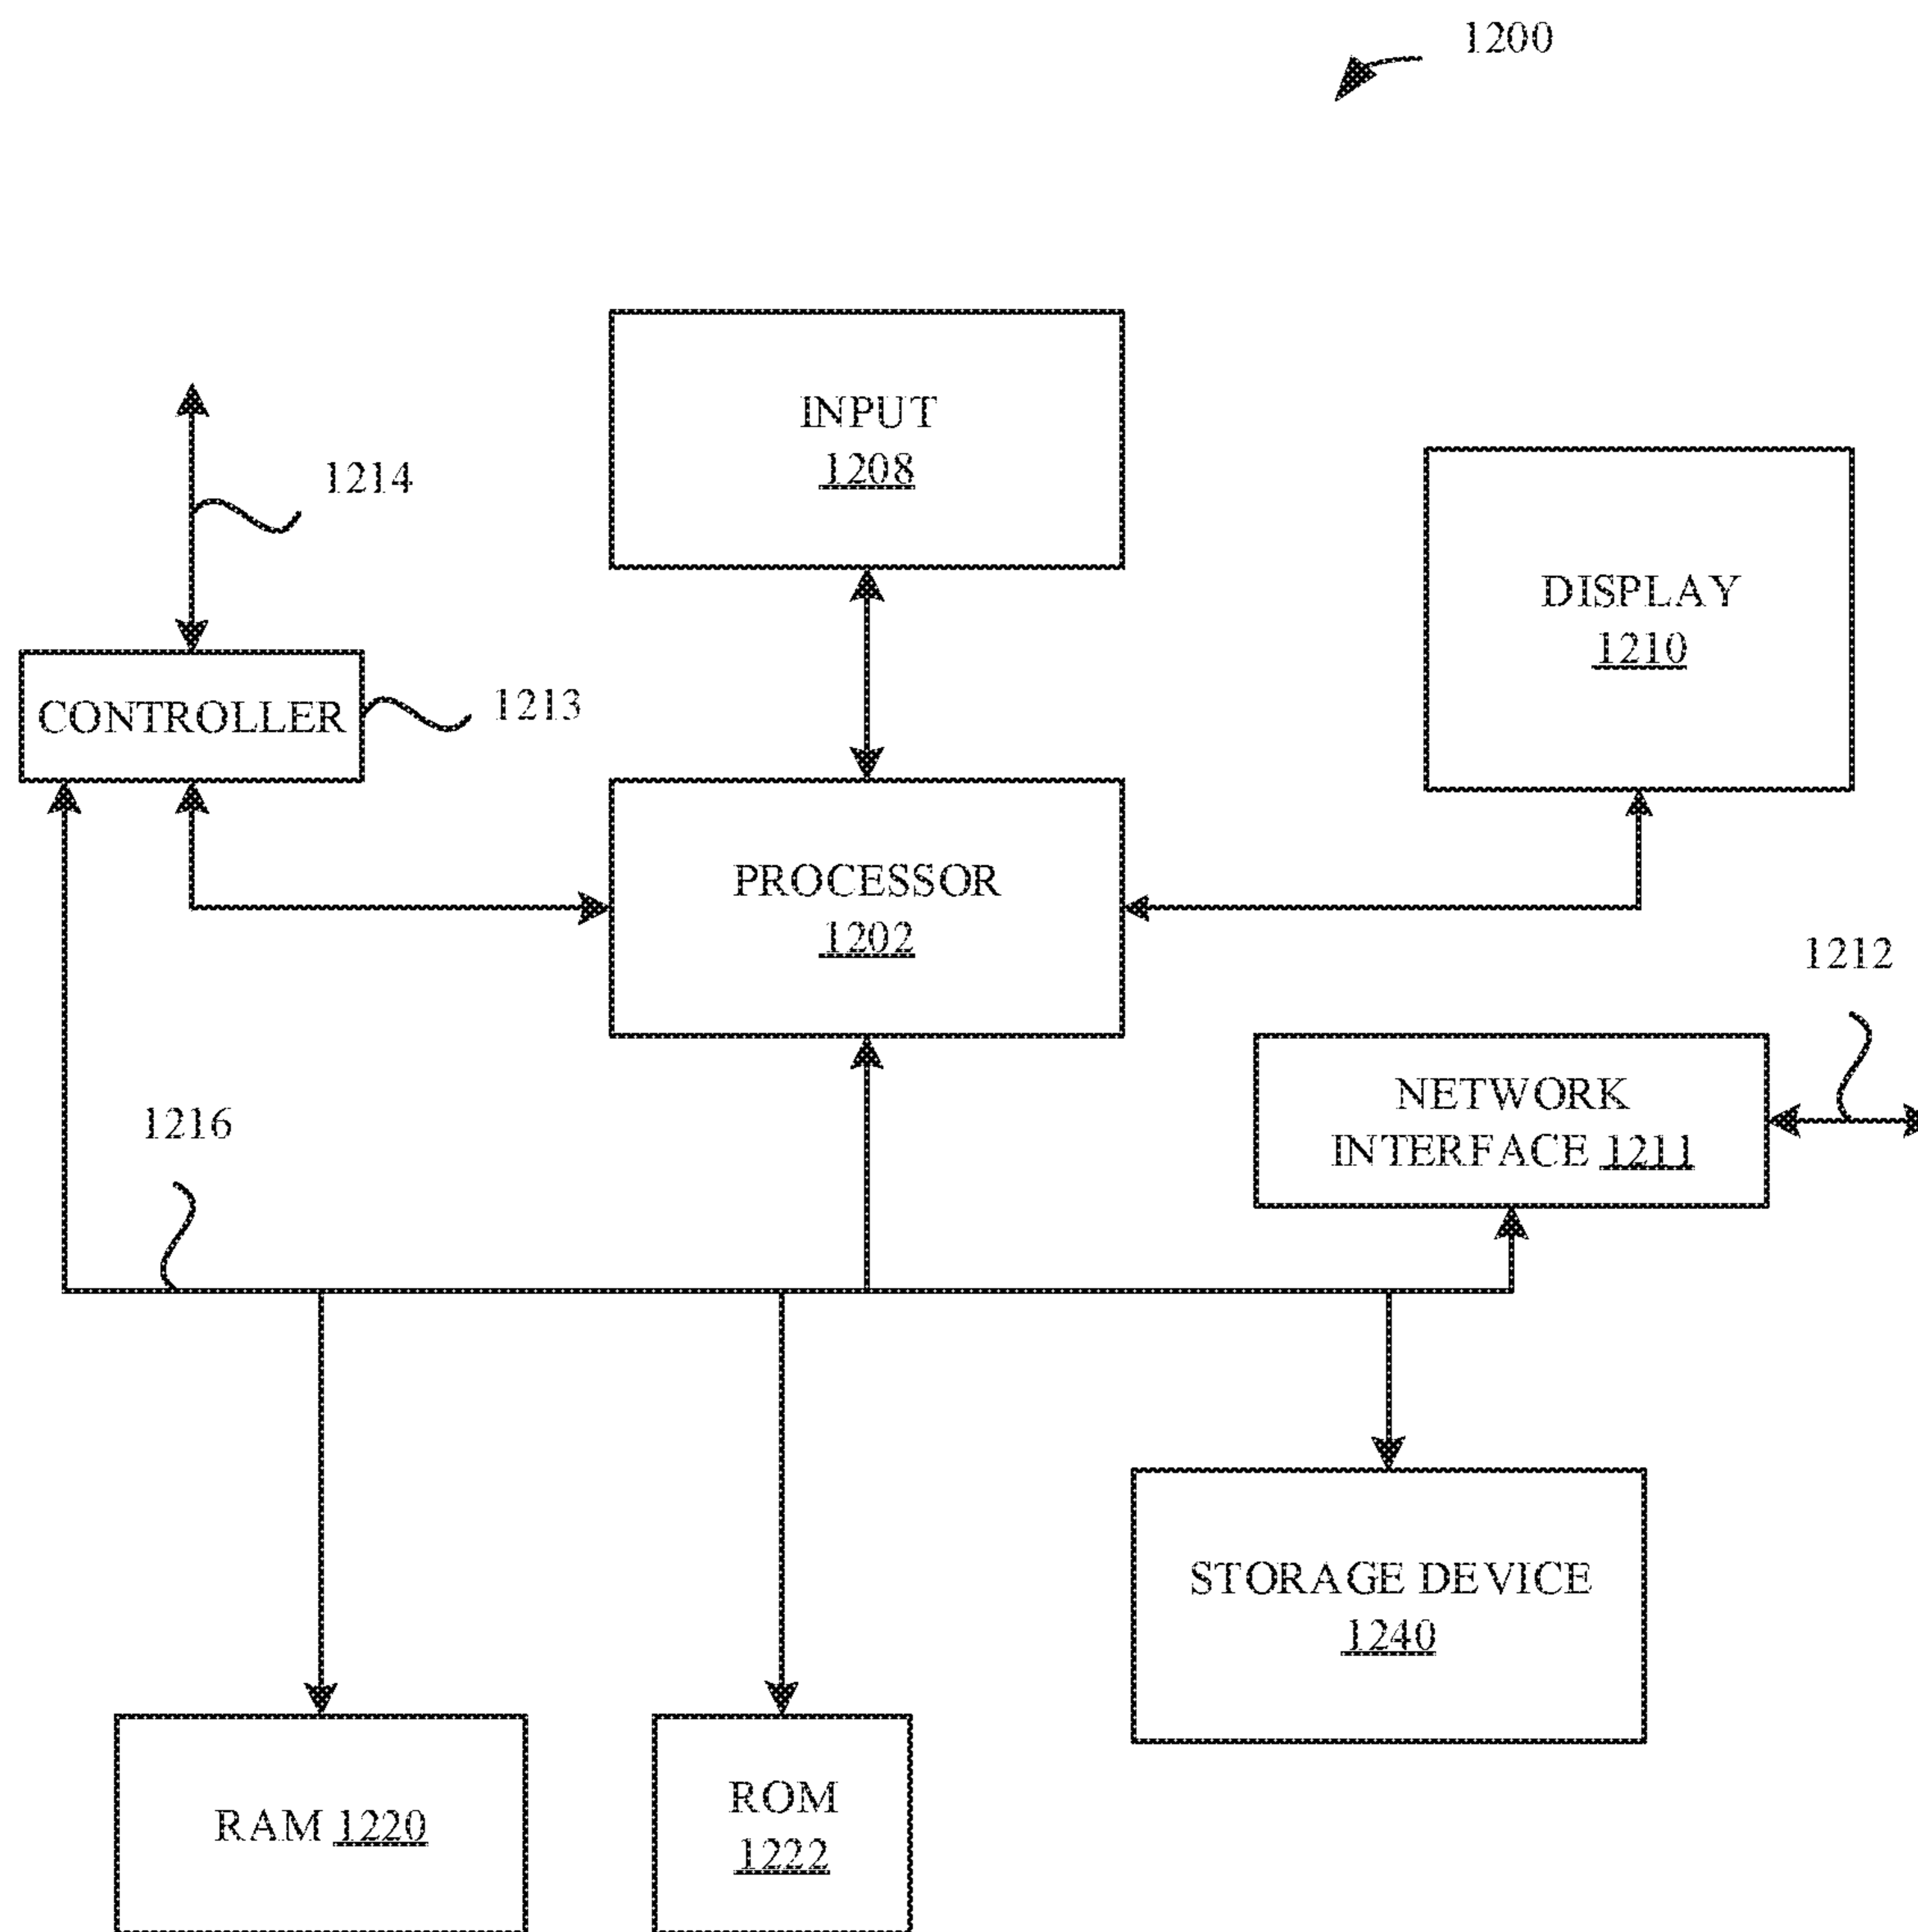 1200
INPUT
1208
1214
DISPLAY
1210
CONTROLLER
1213
PROCESSOR
1202
1212
NETWORK
INTERFACE 1211
1216
STORAGE DEVICE
1240
RAM 1220
ROM
1222